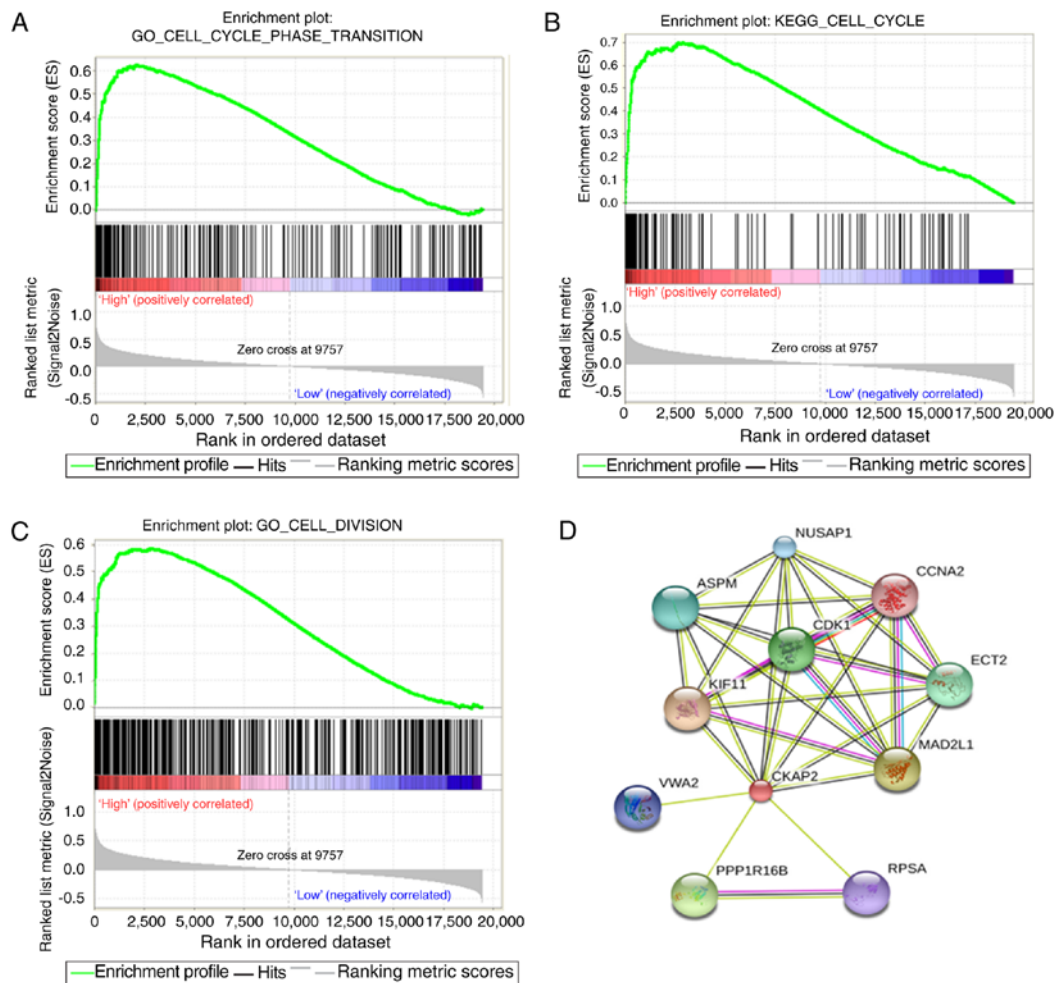 A
Enrichment plot:
GO_CELL_CYCLE_PHASE_TRANSITION
Enrichment score (ES)
0.6
0.5
0.4
0.3
0.2
0.1
0.0
'High' (positively correlated)
Ranked list metric
(Signal2Noise)
1.0
0.5
0.0
-0.5
Zero cross at 9757
'Low' (negatively correlated)
0 2,500 5,000 7,500 10,000 12,500 15,000 17,500 20,000
Rank in ordered dataset
Enrichment profile Hits Ranking metric scores
B
Enrichment plot: KEGG_CELL_CYCLE
Enrichment score (ES)
0.7
0.6
0.5
0.4
0.3
0.2
0.1
0.0
'High' (positively correlated)
Ranked list metric
(Signal2Noise)
1.0
0.5
0.0
-0.5
Zero cross at 9757
'Low' (negatively correlated)
0 2,500 5,000 7,500 10,000 12,500 15,000 17,500 20,000
Rank in ordered dataset
Enrichment profile Hits Ranking metric scores
C
Enrichment plot: GO_CELL_DIVISION
Enrichment score (ES)
0.6
0.5
0.4
0.3
0.2
0.1
0.0
'High' (positively correlated)
Ranked list metric (Signal2Noise)
1.0
0.5
0.0
-0.5
Zero cross at 9757
'Low' (negatively correlated)
0 2,500 5,000 7,500 10,000 12,500 15,000 17,500 20,000
Rank in ordered dataset
Enrichment profile Hits Ranking metric scores
D
NUSAP1
ASPM
CCNA2
CDK1
ECT2
KIF11
MAD2L1
CKAP2
VWA2
PPP1R16B
RPSA